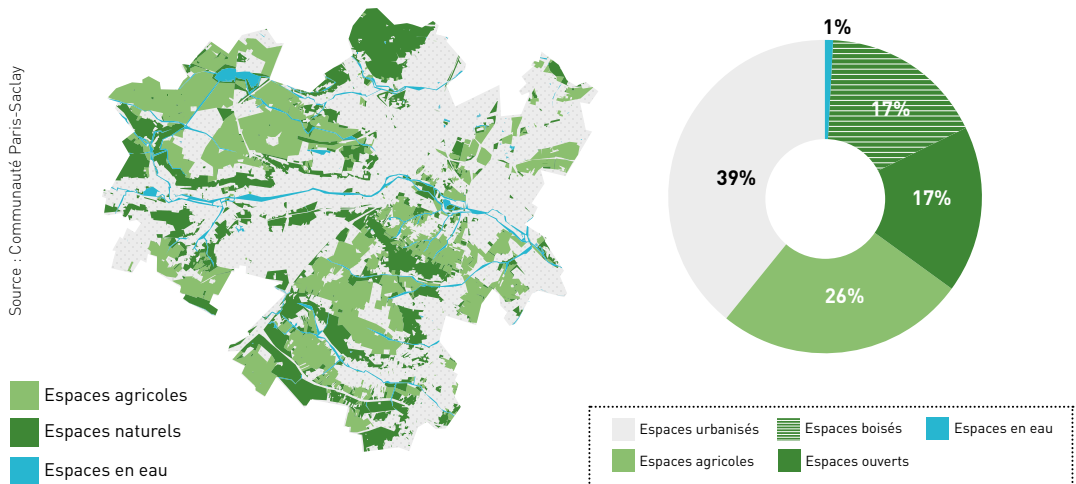 Source : Communauté Paris-Saclay
Espaces agricoles
Espaces naturels
Espaces en eau
1%
17%
17%
26%
39%
Espaces urbanisés
Espaces boisés
Espaces en eau
Espaces agricoles
Espaces ouverts